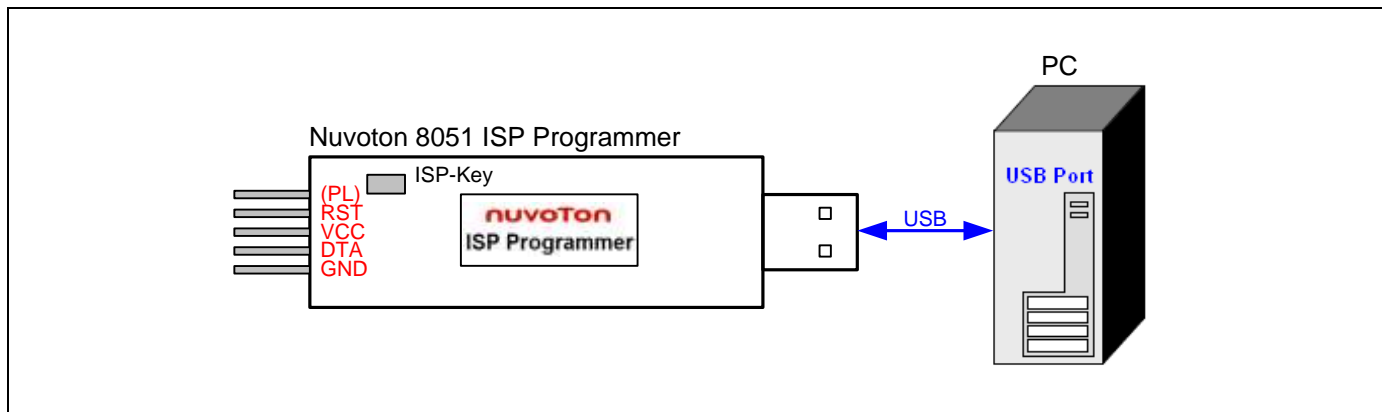 PC
Nuvoton 8051 ISP Programmer
ISP-Key
(PL)
RST
VCC
DTA
GND
nuvoTon
ISP Programmer
USB
USB Port